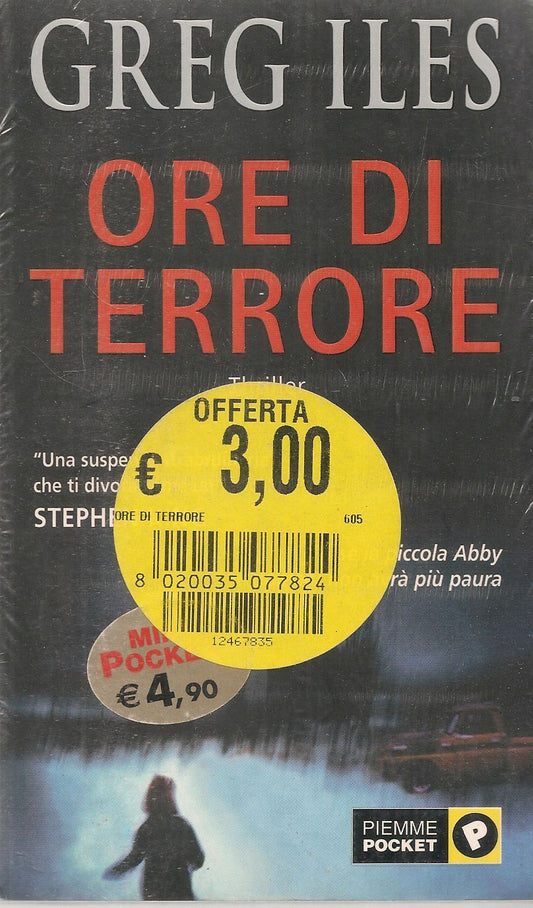 GREG ILES
ORE DI
TERRORE
Thriller
OFFERTA
€ 3,00
"Una suspe
che ti divo
STEPH
ORE DI TERRORE 605
piccola Abby
rà più paura
8 020035 077824
12467835
MI
POCKE
€ 4,90
PIEMME
POCKET
P